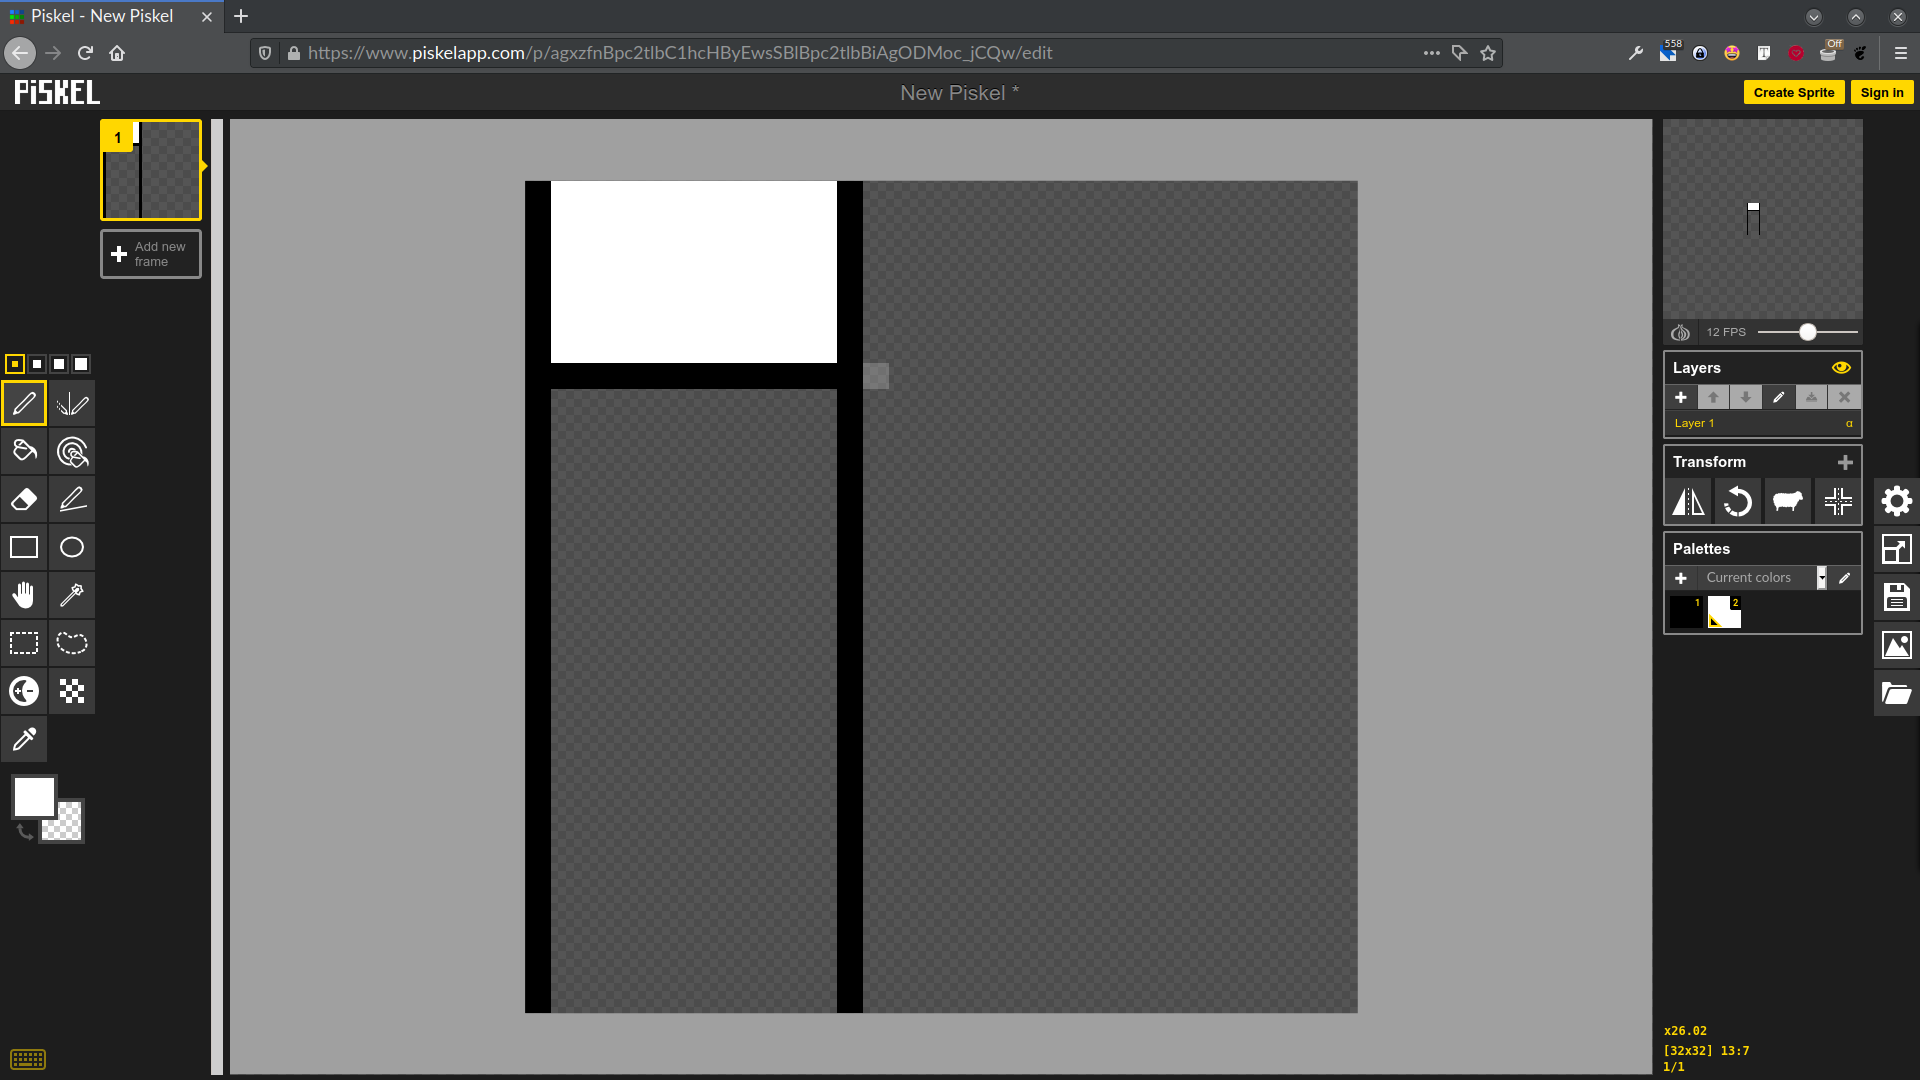 Piskel - New Piskel
https://www.piskelapp.com/p/agxzfnBpc2tlbC1hcHByEwsSBlBpc2tlbBiAgODMoc_jCQw/edit
558
Off
PiSKEL
New Piskel *
Create Sprite
Sign in
1
Add new
frame
12 FPS
Layers
Layer 1
α
Transform
Palettes
Current colors
1
2
x26.02
[32x32] 13:7
1/1